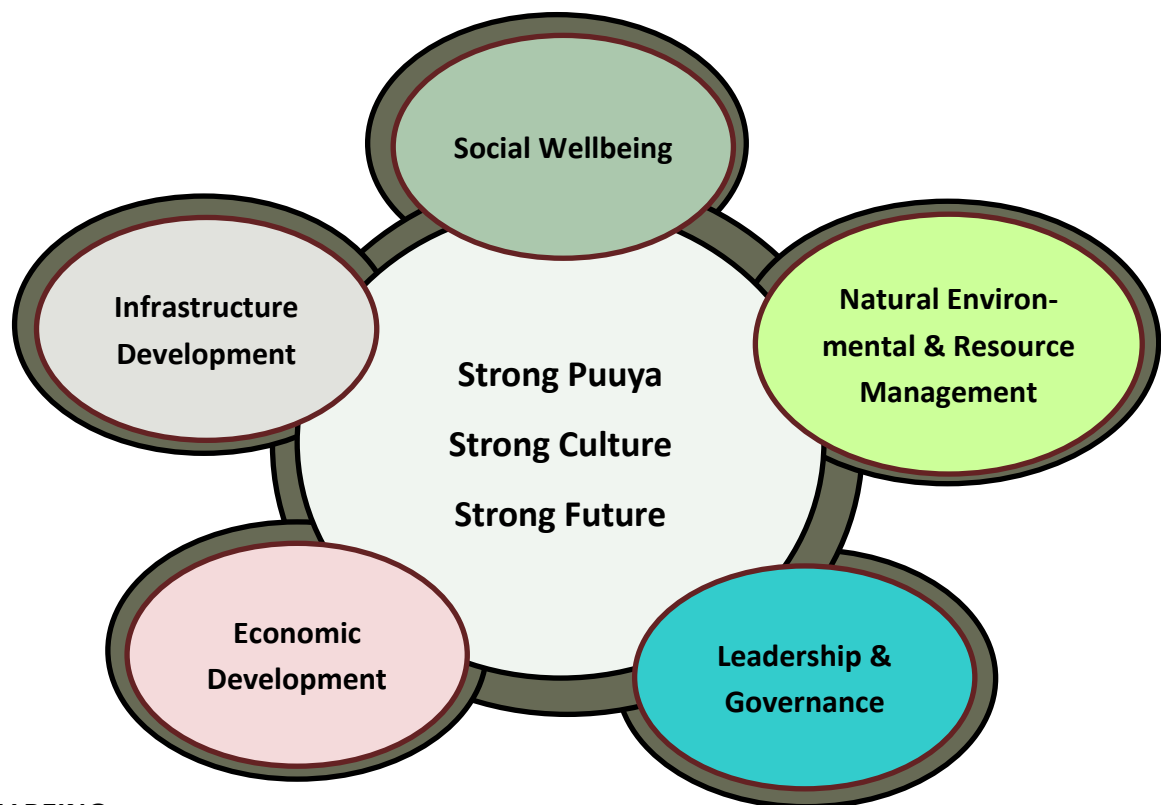 Social Wellbeing
Infrastructure
Development
Natural Environ-
mental & Resource
Management
Strong Puuya
Strong Culture
Strong Future
Economic
Development
Leadership &
Governance